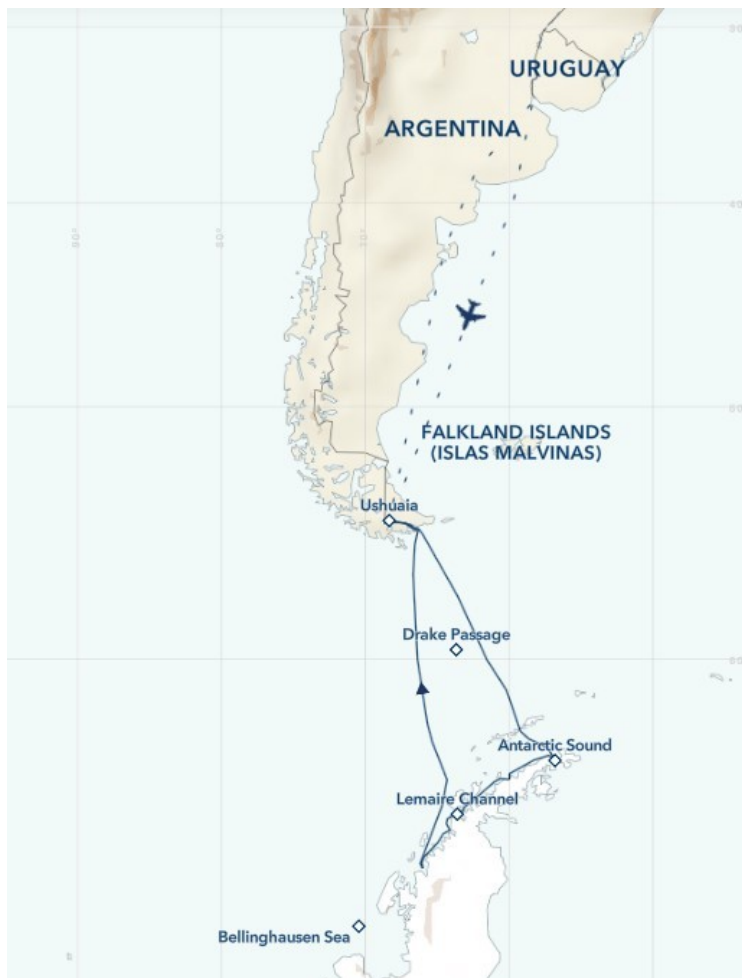 URUGUAY
ARGENTINA
FALKLAND ISLANDS
(ISLAS MALVINAS)
Ushuaia
Drake Passage
Antarctic Sound
Lemaire Channel
Bellinghausen Sea